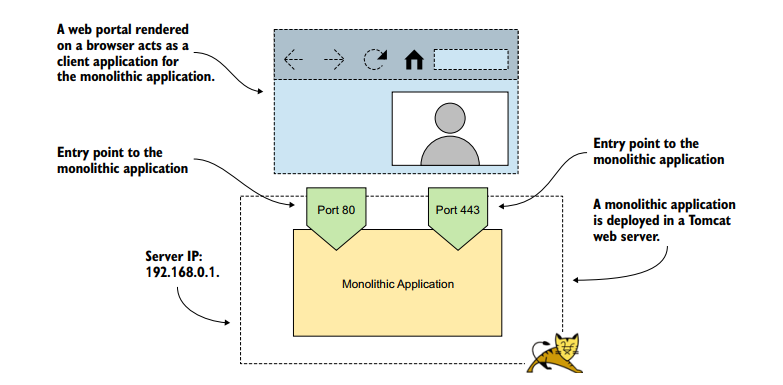 A web portal rendered
on a browser acts as a
client application for
the monolithic application.
Entry point to the
monolithic application
Entry point to the
monolithic application
Port 80
Port 443
A monolithic application
is deployed in a Tomcat
web server.
Server IP:
192.168.0.1.
Monolithic Application